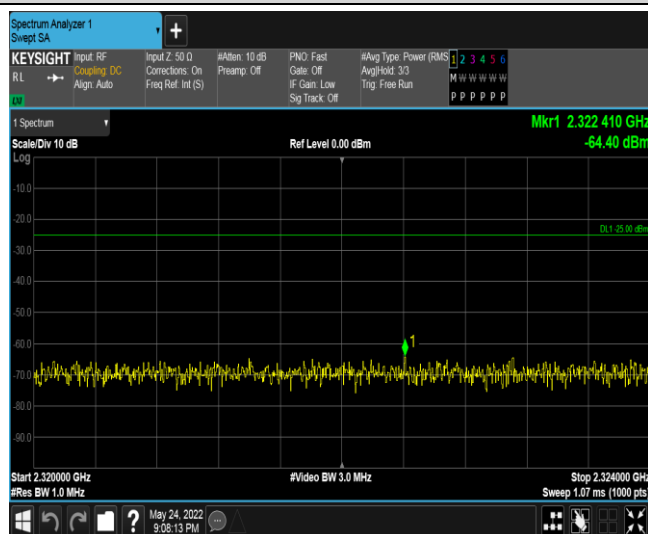 Spectrum Analyzer 1
Swept SA
KEYSIGHT
RL
Input: RF
Coupling: DC
Align: Auto
Input Z: 50 Ω
Corrections: On
Freq Ref: Int (S)
#Atten: 10 dB
Preamp: Off
PNO: Fast
Gate: Off
IF Gain: Low
Sig Track: Off
#Avg Type: Power (RMS
Avg|Hold: 3/3
Trig: Free Run
1 2 3 4 5 6
M W W W W W
P P P P P P
LXI
1 Spectrum
Scale/Div 10 dB
Ref Level 0.00 dBm
Mkr1 2.322 410 GHz
-64.40 dBm
Log
-10.0
-20.0
DL1 -25.00 dBm
-30.0
-40.0
-50.0
-60.0
1
-70.0
-80.0
-90.0
Start 2.320000 GHz
#Video BW 3.0 MHz
Stop 2.324000 GHz
#Res BW 1.0 MHz
Sweep 1.07 ms (1000 pts)
May 24, 2022
9:08:13 PM